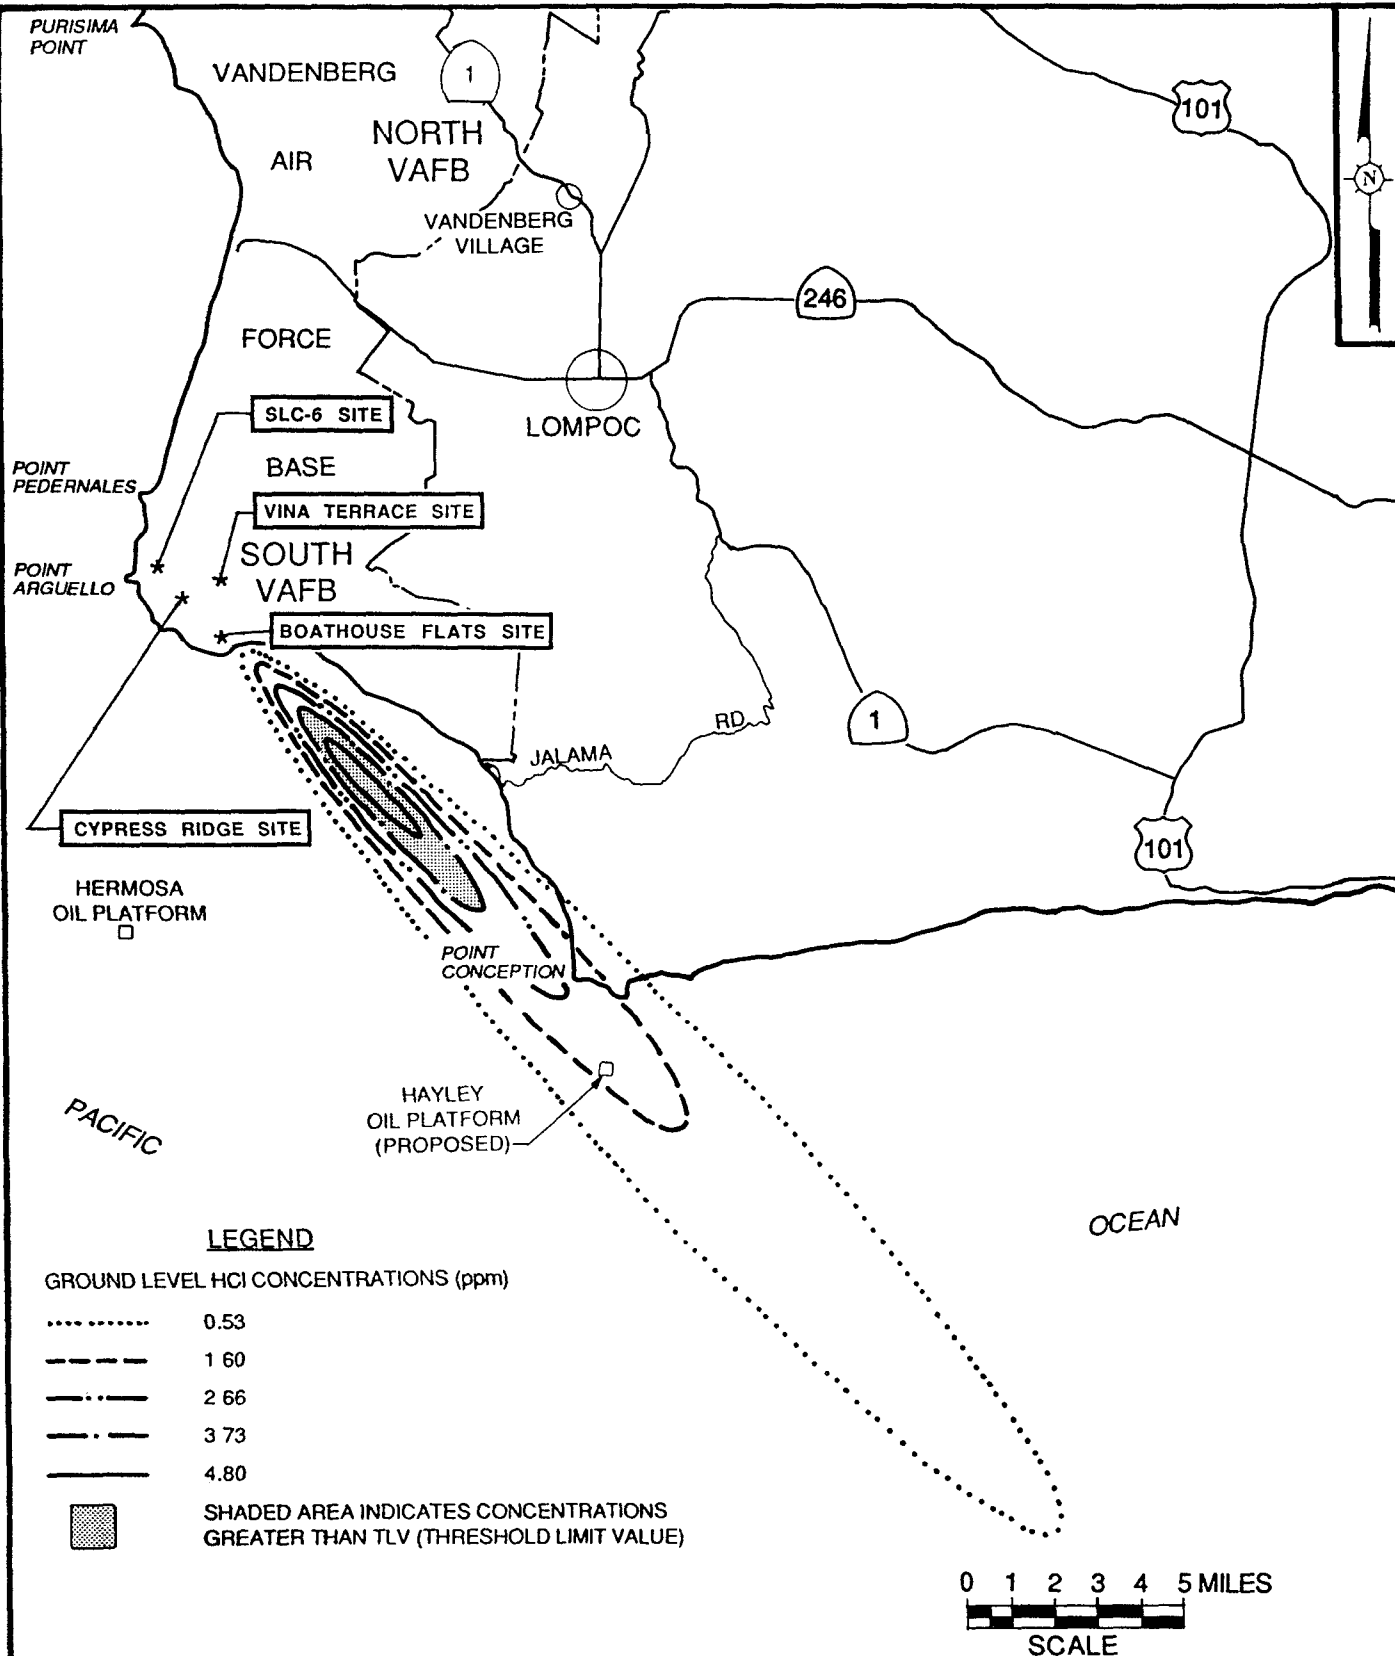 PURISIMA
POINT
VANDENBERG
1
101
NORTH
VAFB
AIR
N
VANDENBERG
VILLAGE
246
FORCE
SLC-6 SITE
LOMPOC
BASE
POINT
PEDERNALES
VINA TERRACE SITE
SOUTH
VAFB
POINT
ARGUELLO
BOATHOUSE FLATS SITE
RD
1
JALAMA
CYPRESS RIDGE SITE
101
HERMOSA
OIL PLATFORM
POINT
CONCEPTION
HAYLEY
OIL PLATFORM
(PROPOSED)
PACIFIC
OCEAN
LEGEND
GROUND LEVEL HCl CONCENTRATIONS (ppm)
0.53
1 60
2 66
3 73
4.80
SHADED AREA INDICATES CONCENTRATIONS
GREATER THAN TLV (THRESHOLD LIMIT VALUE)
0 1 2 3 4 5 MILES
SCALE